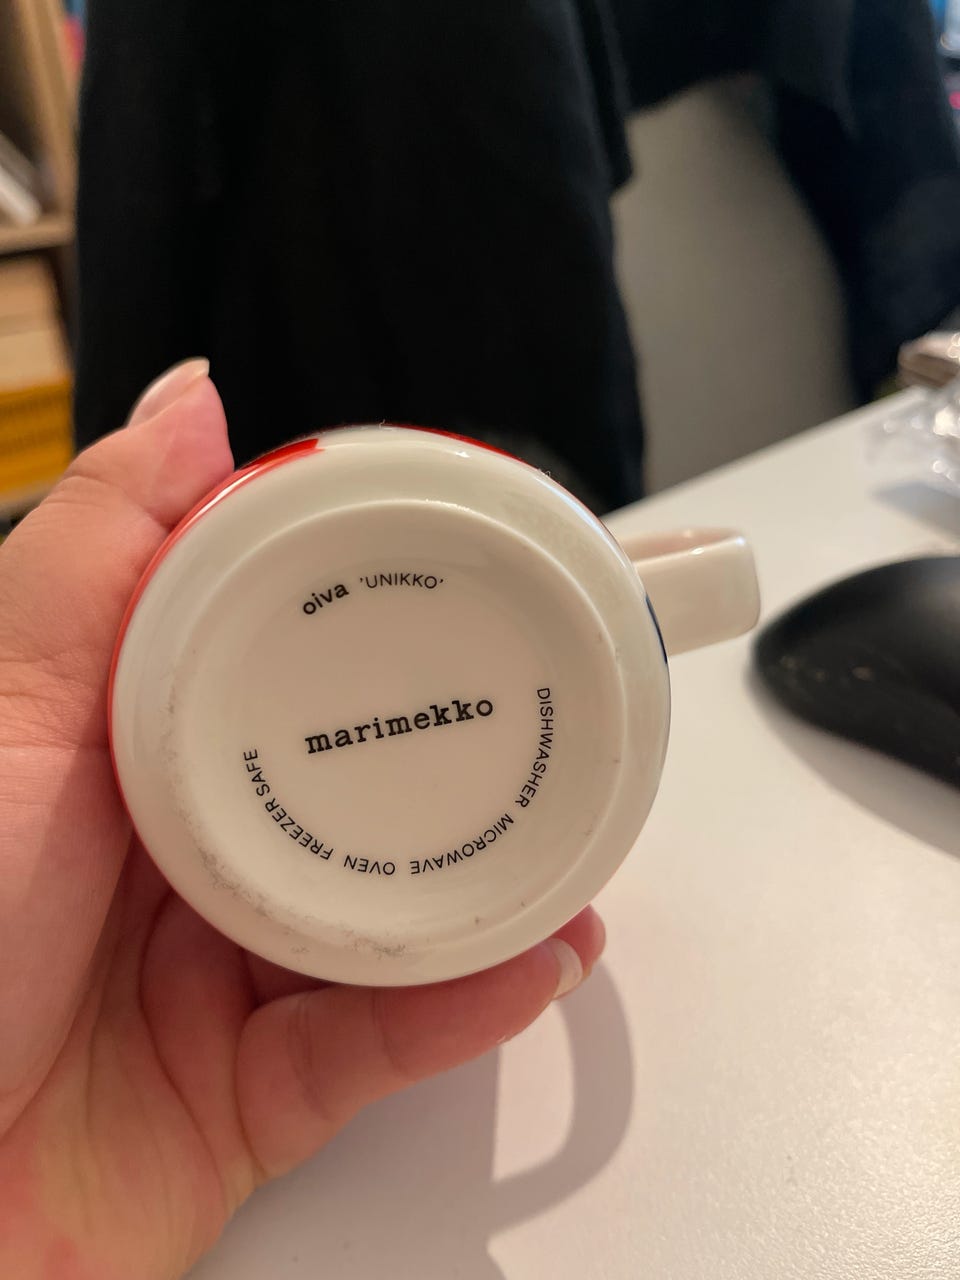 oiva 'UNIKKO'
marimekko
DISHWASHER MICROWAVE OVEN FREEZER SAFE